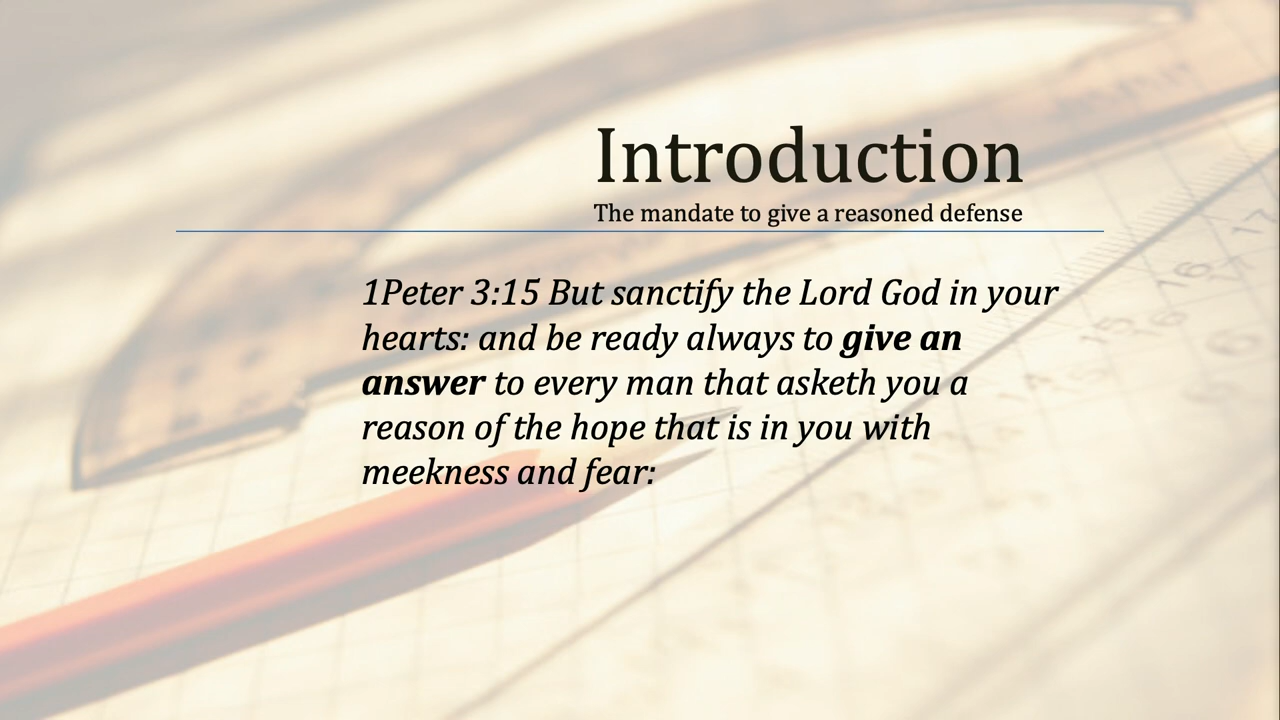 Introduction
The mandate to give a reasoned defense
1Peter 3:15 But sanctify the Lord God in your
hearts: and be ready always to give an
answer to every man that asketh you a
reason of the hope that is in you with
meekness and fear: